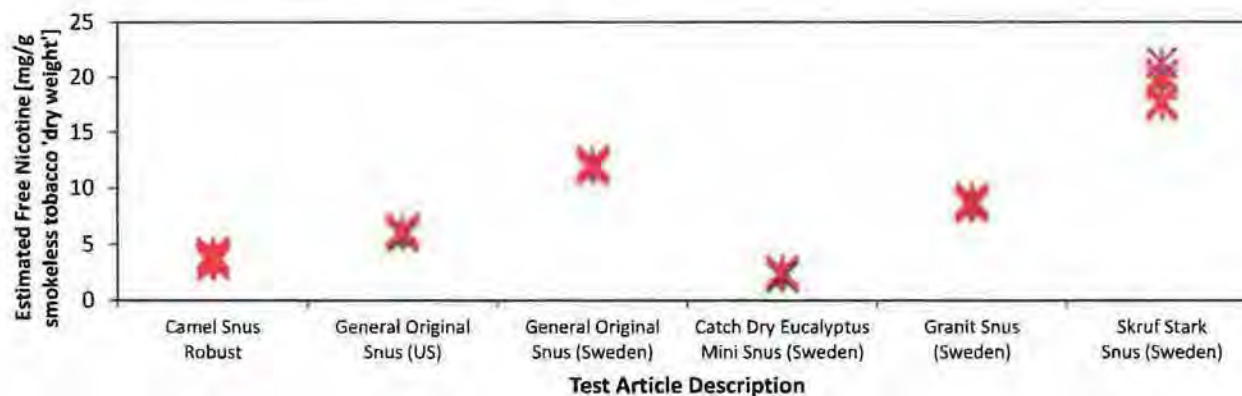 Estimated Free Nicotine [mg/g
smokeless tobacco 'dry weight']
25
20
15
10
5
0
Camel Snus
Robust
General Original
Snus (US)
General Original
Snus (Sweden)
Catch Dry Eucalyptus
Mini Snus (Sweden)
Granit Snus
(Sweden)
Skruf Stark
Snus (Sweden)
Test Article Description